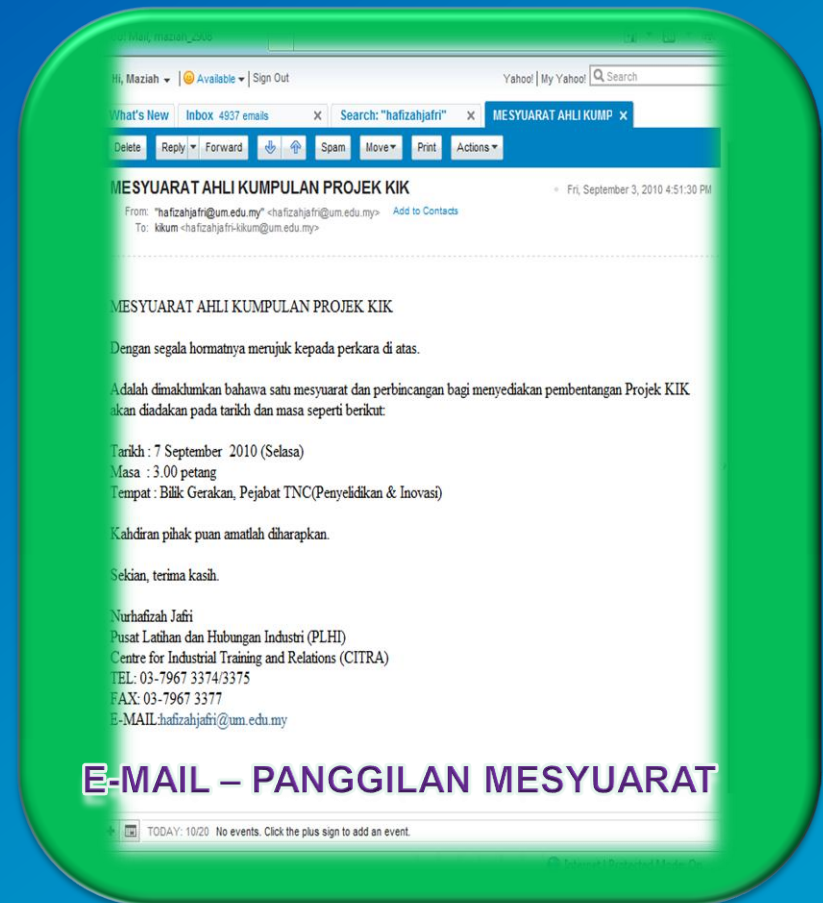 Mail, maziah_2908
Hi, Maziah Available Sign Out Yahoo! My Yahoo! Search
What's New Inbox 4937 emails X Search: "hafizahjafri" X MESYUARAT AHLI KUMP X
Delete Reply Forward Spam Move Print Actions
MESYUARAT AHLI KUMPULAN PROJEK KIK Fri, September 3, 2010 4:51:30 PM
From: "hafizahjafri@um.edu.my" <hafizahjafri@um.edu.my> Add to Contacts
To: kikum <hafizahjafri-kikum@um.edu.my>
MESYUARAT AHLI KUMPULAN PROJEK KIK
Dengan segala hormatnya merujuk kepada perkara di atas.
Adalah dimaklumkan bahawa satu mesyuarat dan perbincangan bagi menyediakan pembentangan Projek KIK
akan diadakan pada tarikh dan masa seperti berikut:
Tarikh : 7 September 2010 (Selasa)
Masa : 3.00 petang
Tempat : Bilik Gerakan, Pejabat TNC(Penyelidikan & Inovasi)
Kahdiran pihak puan amatlah diharapkan.
Sekian, terima kasih.
Nurhafizah Jafri
Pusat Latihan dan Hubungan Industri (PLHI)
Centre for Industrial Training and Relations (CITRA)
TEL: 03-7967 3374/3375
FAX: 03-7967 3377
E-MAIL:hafizahjafri@um.edu.my
E-MAIL – PANGGILAN MESYUARAT
TODAY: 10/20 No events. Click the plus sign to add an event.
Internet | Protected Mode: On